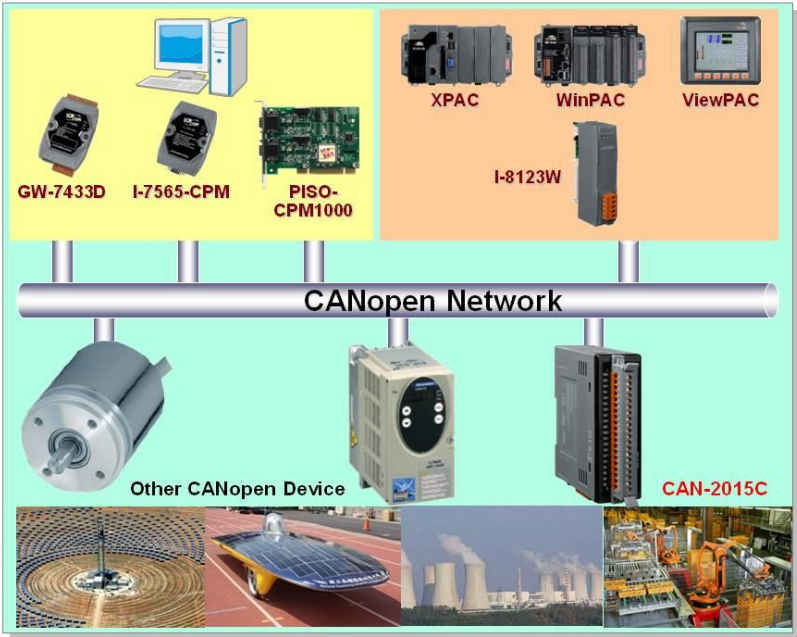 XPAC
WinPAC
ViewPAC
GW-7433D
I-7565-CPM
PISO-
CPM1000
I-8123W
CANopen Network
Other CANopen Device
CAN-2015C